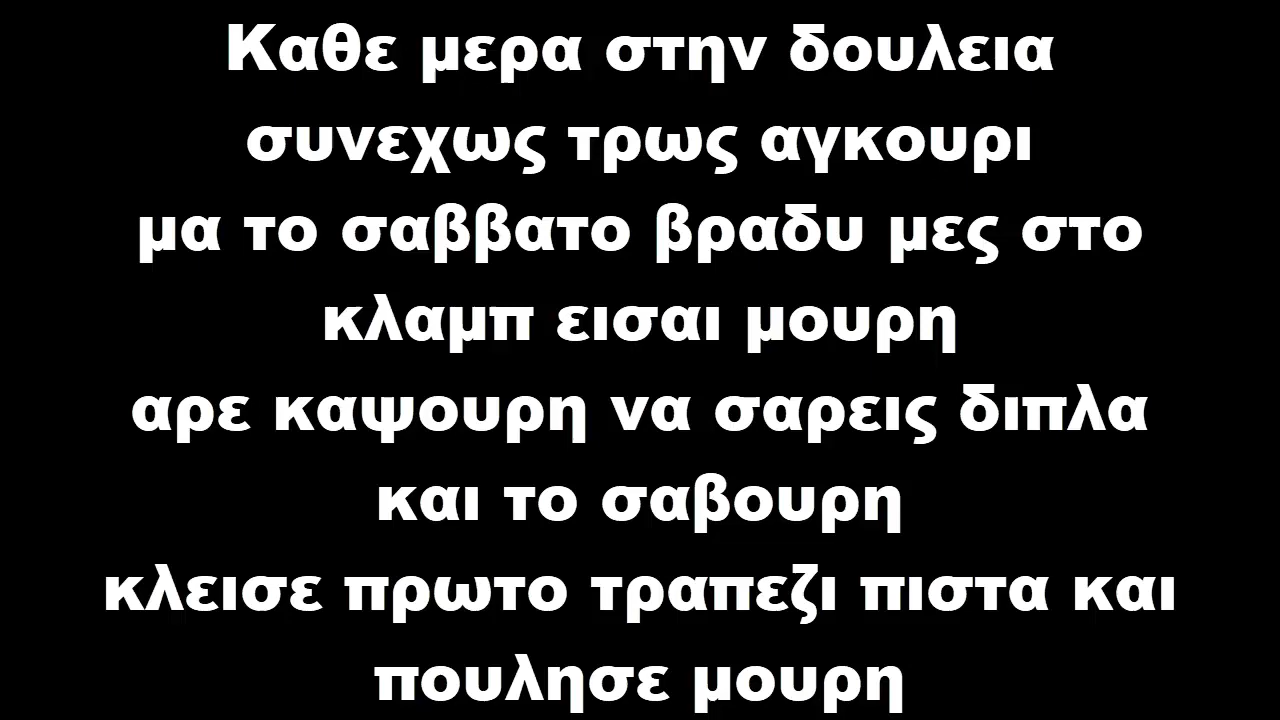 Καθε μερα στην δουλεια
συνεχως τρως αγκουρι
μα το σαββατο βραδυ μες στο
κλαμπ εισαι μουρη
αρε καψουρη να σαρεις διπλα
και το σαβουρη
κλεισε πρωτο τραπεζι πιστα και
πουλησε μουρη